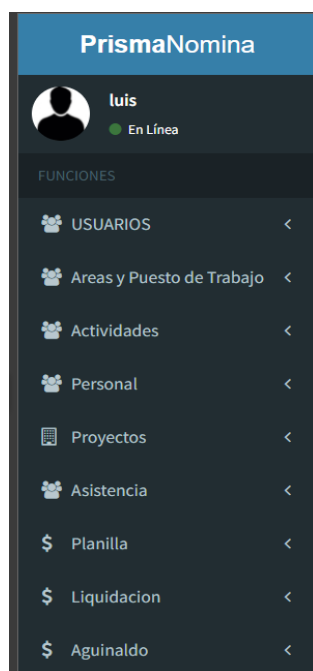 PrismaNomina
luis
En Línea
FUNCIONES
USUARIOS
Areas y Puesto de Trabajo
Actividades
Personal
Proyectos
Asistencia
$ Planilla
$ Liquidacion
$ Aguinaldo